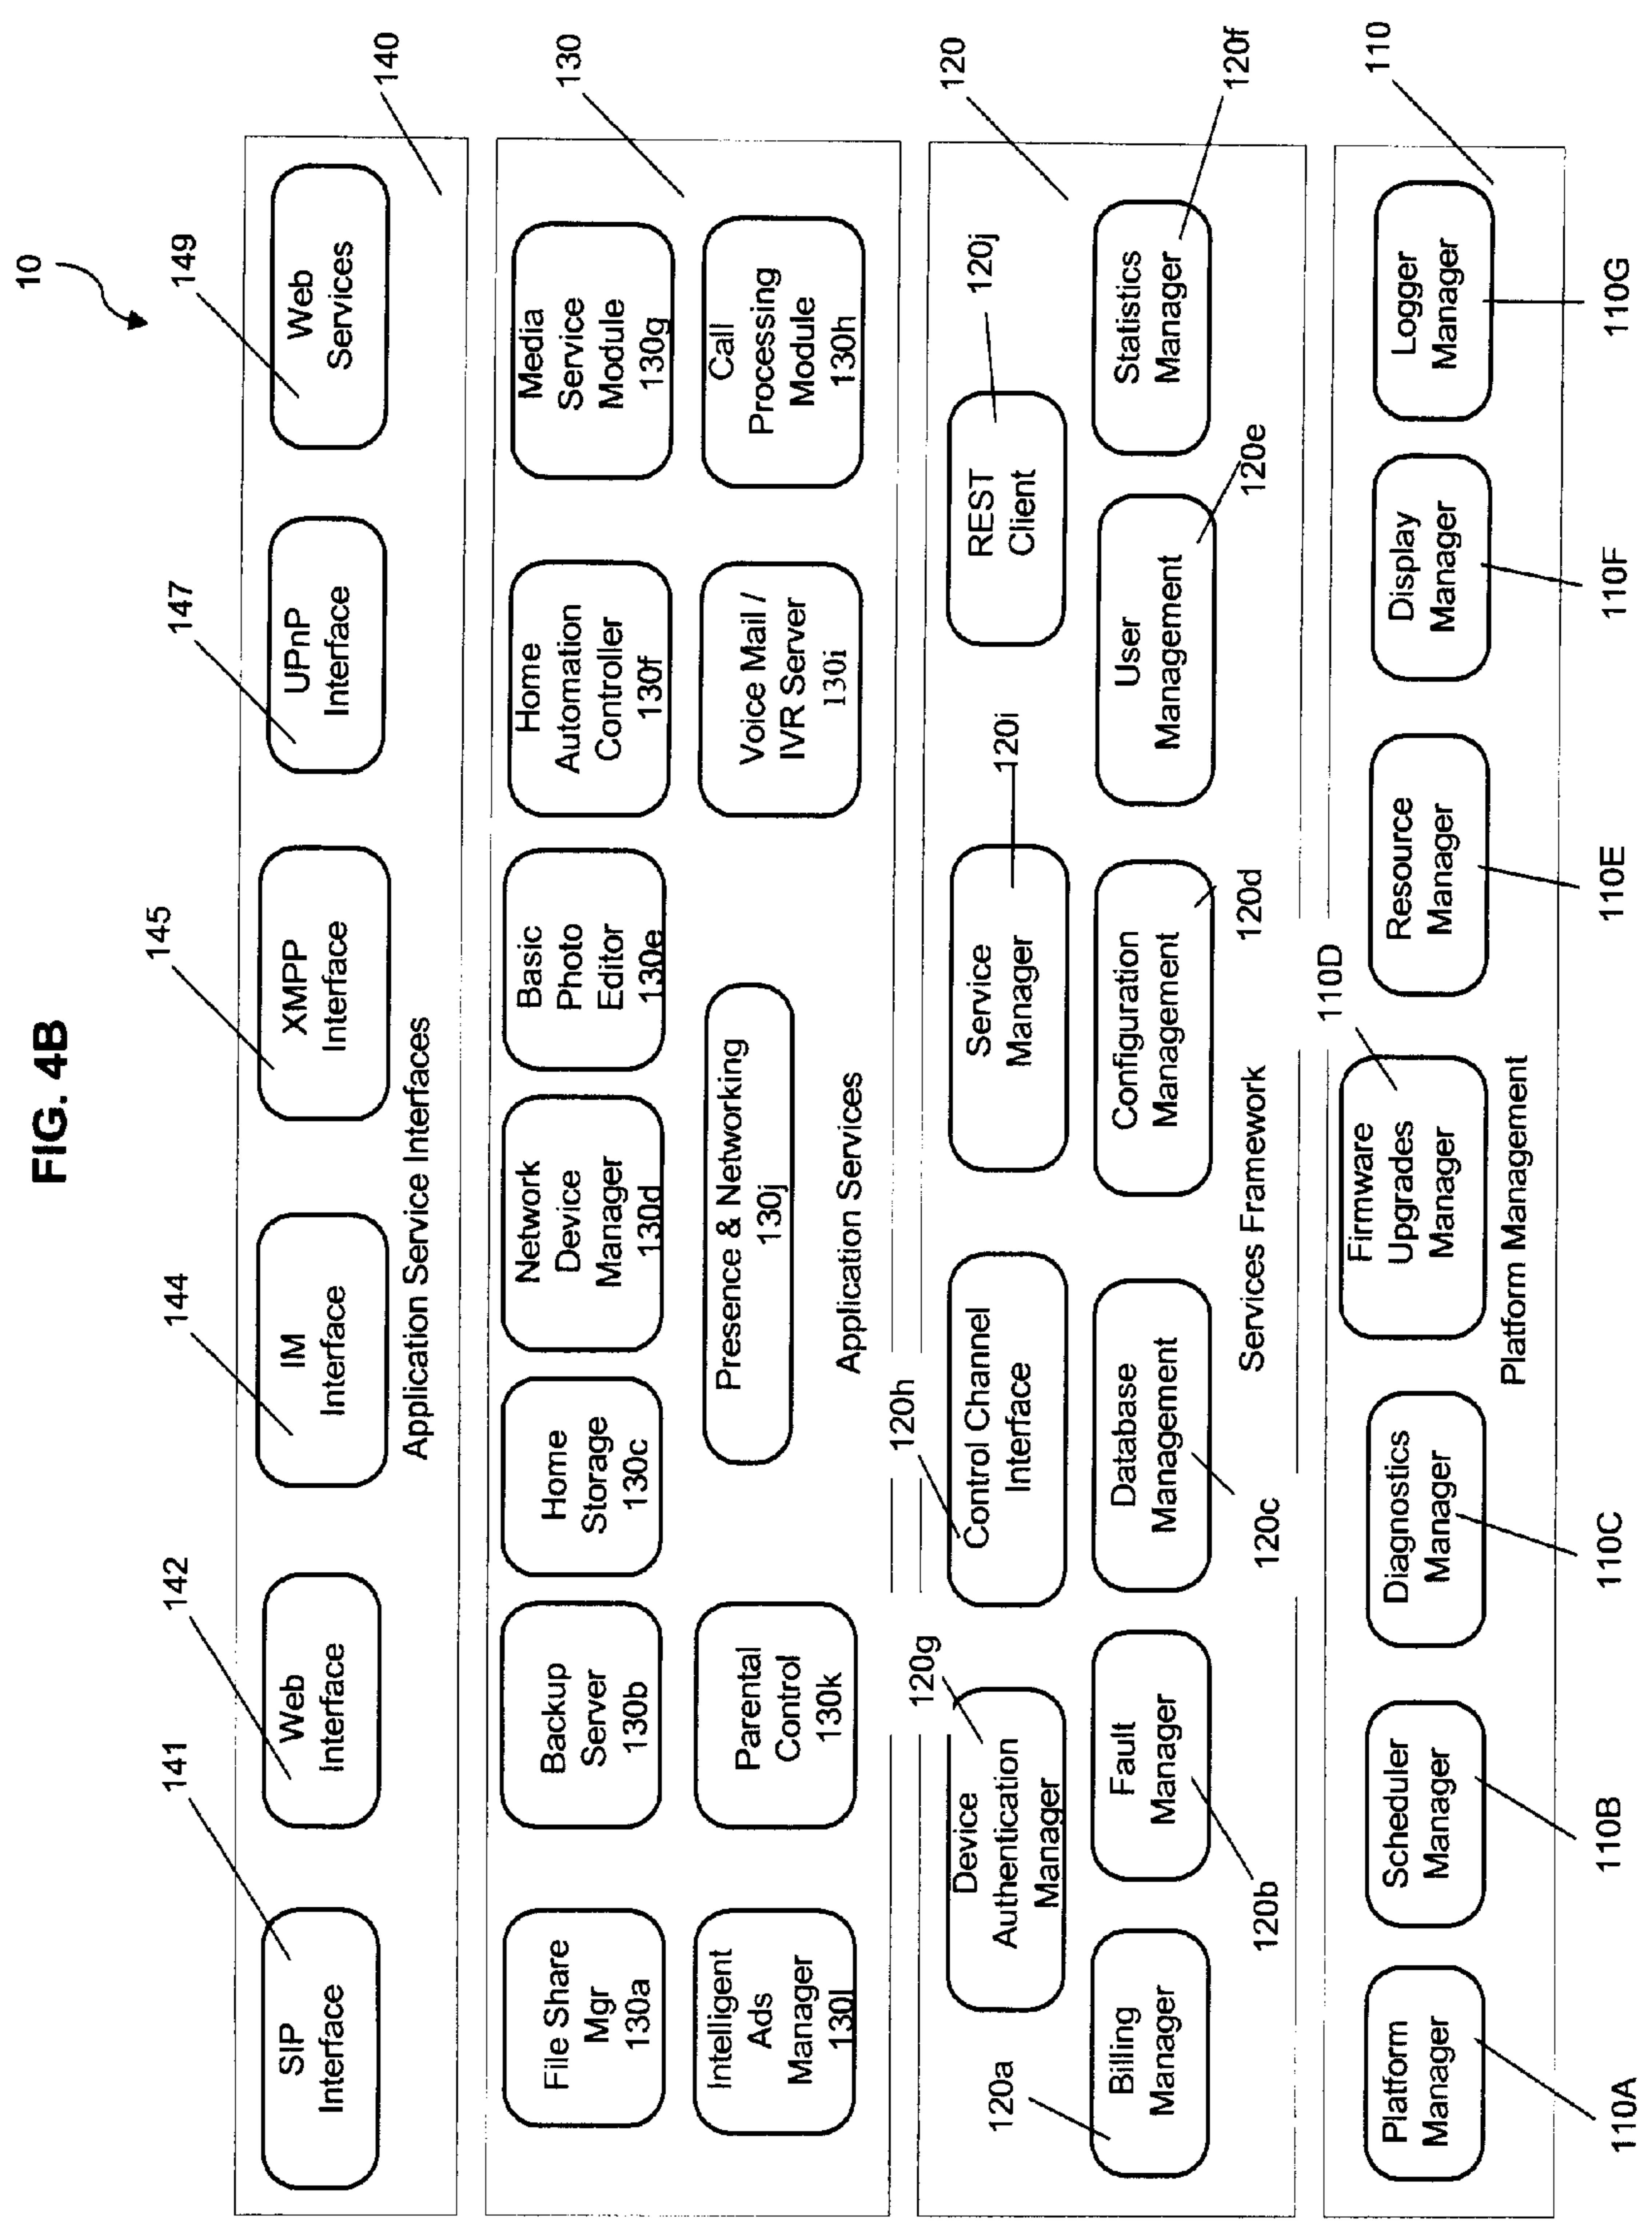 FIG. 4B
10
140
141
142
144
145
147
149
SIP
Interface
Web
Interface
IM
Interface
XMPP
Interface
UPnP
Interface
Web
Services
Application Service Interfaces
130
File Share
Mgr
130a
Backup
Server
130b
Home
Storage
130c
Network
Device
Manager
130d
Basic
Photo
Editor
130e
Home
Automation
Controller
130f
Media
Service
Module
130g
Intelligent
Ads
Manager
130l
Parental
Control
130k
Presence & Networking
130j
Voice Mail /
IVR Server
130i
Call
Processing
Module
130h
Application Services
120
120g
120h
120i
120j
Device
Authentication
Manager
Control Channel
Interface
Service
Manager
REST
Client
120a
Billing
Manager
Fault
Manager
Database
Management
Configuration
Management
User
Management
Statistics
Manager
120b
120c
120d
120e
120f
Services Framework
110
110D
Platform
Manager
Scheduler
Manager
Diagnostics
Manager
Firmware
Upgrades
Manager
Resource
Manager
Display
Manager
Logger
Manager
Platform Management
110A
110B
110C
110E
110F
110G